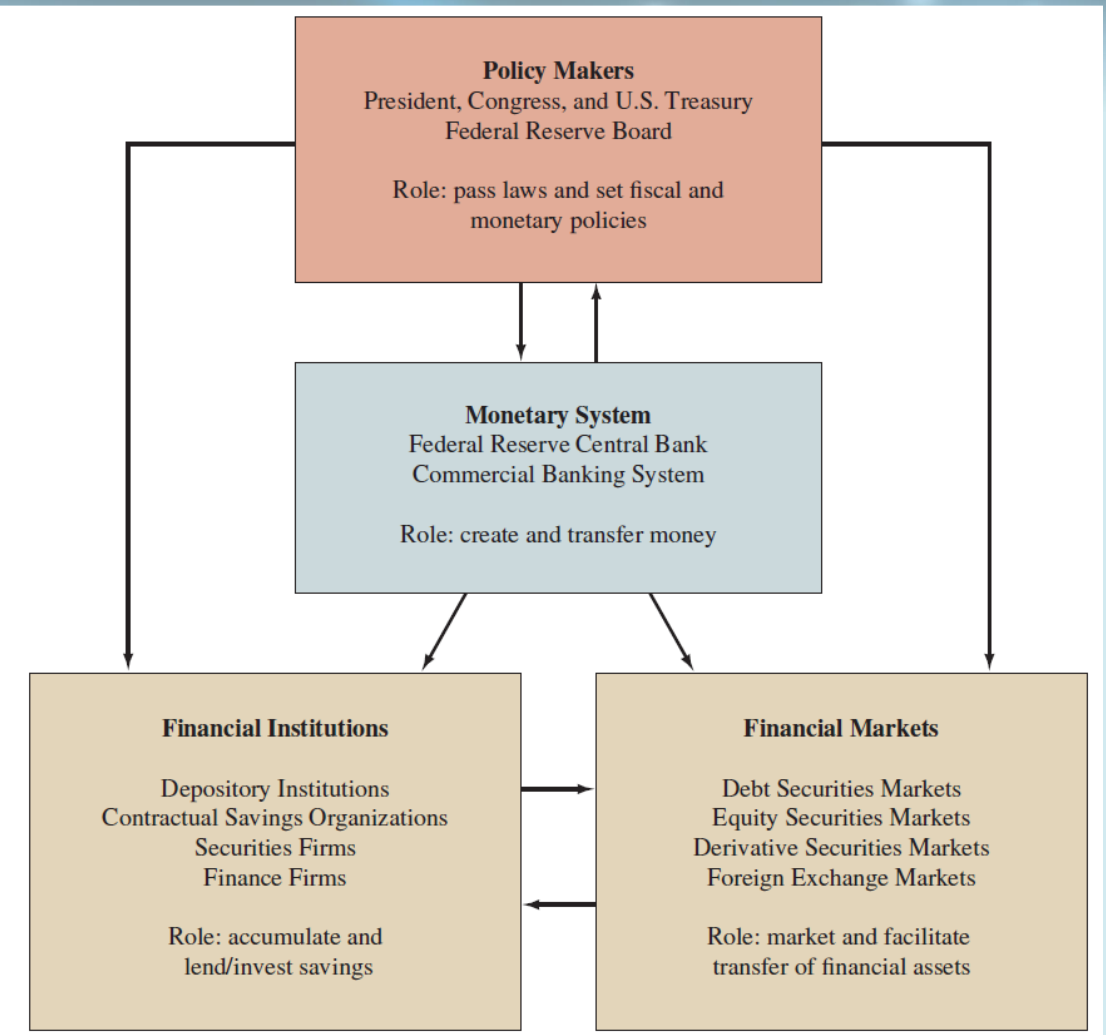 Policy Makers
President, Congress, and U.S. Treasury
Federal Reserve Board
Role: pass laws and set fiscal and
monetary policies
Monetary System
Federal Reserve Central Bank
Commercial Banking System
Role: create and transfer money
Financial Institutions
Depository Institutions
Contractual Savings Organizations
Securities Firms
Finance Firms
Role: accumulate and
lend/invest savings
Financial Markets
Debt Securities Markets
Equity Securities Markets
Derivative Securities Markets
Foreign Exchange Markets
Role: market and facilitate
transfer of financial assets